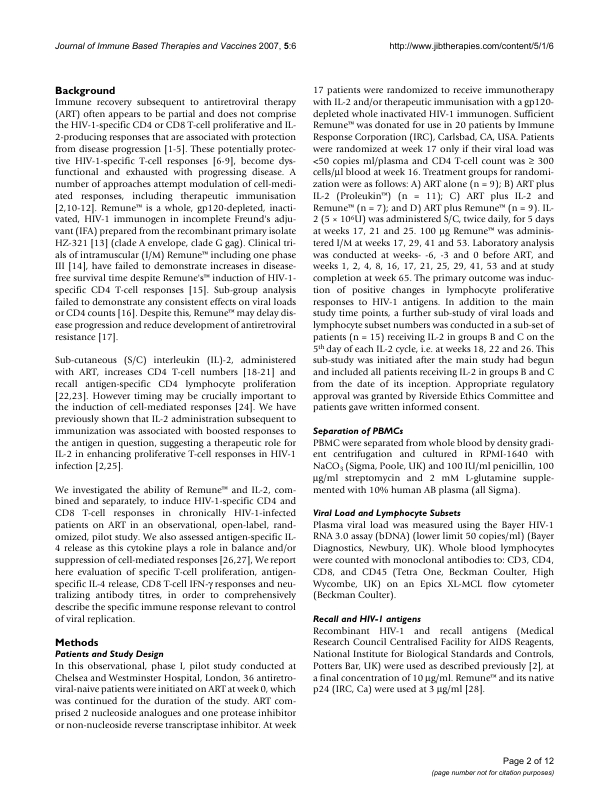 Journal of Immune Based Therapies and Vaccines 2007, 5:6
http://www.jibtherapies.com/content/5/1/6
Background
Immune recovery subsequent to antiretroviral therapy
(ART) often appears to be partial and does not comprise
the HIV-1-specific CD4 or CD8 T-cell proliferative and IL-
2-producing responses that are associated with protection
from disease progression [1-5]. These potentially protec-
tive HIV-1-specific T-cell responses [6-9], become dys-
functional and exhausted with progressing disease. A
number of approaches attempt modulation of cell-medi-
ated responses, including therapeutic immunisation
[2,10-12]. Remune™ is a whole, gp120-depleted, inacti-
vated, HIV-1 immunogen in incomplete Freund's adju-
vant (IFA) prepared from the recombinant primary isolate
HZ-321 [13] (clade A envelope, clade G gag). Clinical tri-
als of intramuscular (I/M) Remune™ including one phase
III [14], have failed to demonstrate increases in disease-
free survival time despite Remune's™ induction of HIV-1-
specific CD4 T-cell responses [15]. Sub-group analysis
failed to demonstrate any consistent effects on viral loads
or CD4 counts [16]. Despite this, Remune™ may delay dis-
ease progression and reduce development of antiretroviral
resistance [17].
Sub-cutaneous (S/C) interleukin (IL)-2, administered
with ART, increases CD4 T-cell numbers [18-21] and
recall antigen-specific CD4 lymphocyte proliferation
[22,23]. However timing may be crucially important to
the induction of cell-mediated responses [24]. We have
previously shown that IL-2 administration subsequent to
immunization was associated with boosted responses to
the antigen in question, suggesting a therapeutic role for
IL-2 in enhancing proliferative T-cell responses in HIV-1
infection [2,25].
We investigated the ability of Remune™ and IL-2, com-
bined and separately, to induce HIV-1-specific CD4 and
CD8 T-cell responses in chronically HIV-1-infected
patients on ART in an observational, open-label, rand-
omized, pilot study. We also assessed antigen-specific IL-
4 release as this cytokine plays a role in balance and/or
suppression of cell-mediated responses [26,27], We report
here evaluation of specific T-cell proliferation, antigen-
specific IL-4 release, CD8 T-cell IFN-γ responses and neu-
tralizing antibody titres, in order to comprehensively
describe the specific immune response relevant to control
of viral replication.
Methods
Patients and Study Design
In this observational, phase I, pilot study conducted at
Chelsea and Westminster Hospital, London, 36 antiretro-
viral-naive patients were initiated on ART at week 0, which
was continued for the duration of the study. ART com-
prised 2 nucleoside analogues and one protease inhibitor
or non-nucleoside reverse transcriptase inhibitor. At week
17 patients were randomized to receive immunotherapy
with IL-2 and/or therapeutic immunisation with a gp120-
depleted whole inactivated HIV-1 immunogen. Sufficient
Remune™ was donated for use in 20 patients by Immune
Response Corporation (IRC), Carlsbad, CA, USA. Patients
were randomized at week 17 only if their viral load was
<50 copies ml/plasma and CD4 T-cell count was ≥ 300
cells/μl blood at week 16. Treatment groups for randomi-
zation were as follows: A) ART alone (n = 9); B) ART plus
IL-2 (Proleukin™) (n = 11); C) ART plus IL-2 and
Remune™ (n = 7); and D) ART plus Remune™ (n = 9). IL-
2 (5 × 10⁶U) was administered S/C, twice daily, for 5 days
at weeks 17, 21 and 25. 100 μg Remune™ was adminis-
tered I/M at weeks 17, 29, 41 and 53. Laboratory analysis
was conducted at weeks- -6, -3 and 0 before ART, and
weeks 1, 2, 4, 8, 16, 17, 21, 25, 29, 41, 53 and at study
completion at week 65. The primary outcome was induc-
tion of positive changes in lymphocyte proliferative
responses to HIV-1 antigens. In addition to the main
study time points, a further sub-study of viral loads and
lymphocyte subset numbers was conducted in a sub-set of
patients (n = 15) receiving IL-2 in groups B and C on the
5th day of each IL-2 cycle, i.e. at weeks 18, 22 and 26. This
sub-study was initiated after the main study had begun
and included all patients receiving IL-2 in groups B and C
from the date of its inception. Appropriate regulatory
approval was granted by Riverside Ethics Committee and
patients gave written informed consent.
Separation of PBMCs
PBMC were separated from whole blood by density gradi-
ent centrifugation and cultured in RPMI-1640 with
NaCO₃ (Sigma, Poole, UK) and 100 IU/ml penicillin, 100
μg/ml streptomycin and 2 mM L-glutamine supple-
mented with 10% human AB plasma (all Sigma).
Viral Load and Lymphocyte Subsets
Plasma viral load was measured using the Bayer HIV-1
RNA 3.0 assay (bDNA) (lower limit 50 copies/ml) (Bayer
Diagnostics, Newbury, UK). Whole blood lymphocytes
were counted with monoclonal antibodies to: CD3, CD4,
CD8, and CD45 (Tetra One, Beckman Coulter, High
Wycombe, UK) on an Epics XL-MCL flow cytometer
(Beckman Coulter).
Recall and HIV-1 antigens
Recombinant HIV-1 and recall antigens (Medical
Research Council Centralised Facility for AIDS Reagents,
National Institute for Biological Standards and Controls,
Potters Bar, UK) were used as described previously [2], at
a final concentration of 10 μg/ml. Remune™ and its native
p24 (IRC, Ca) were used at 3 μg/ml [28].
Page 2 of 12
(page number not for citation purposes)